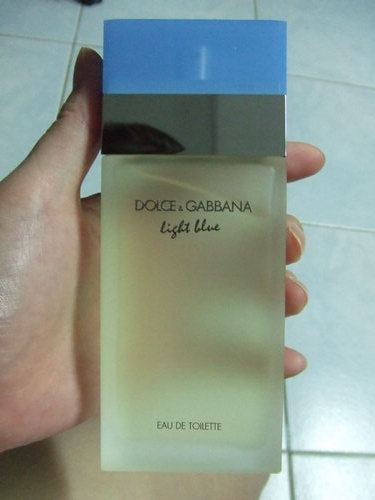 DOLCE & GABBANA
light blue
EAU DE TOILETTE